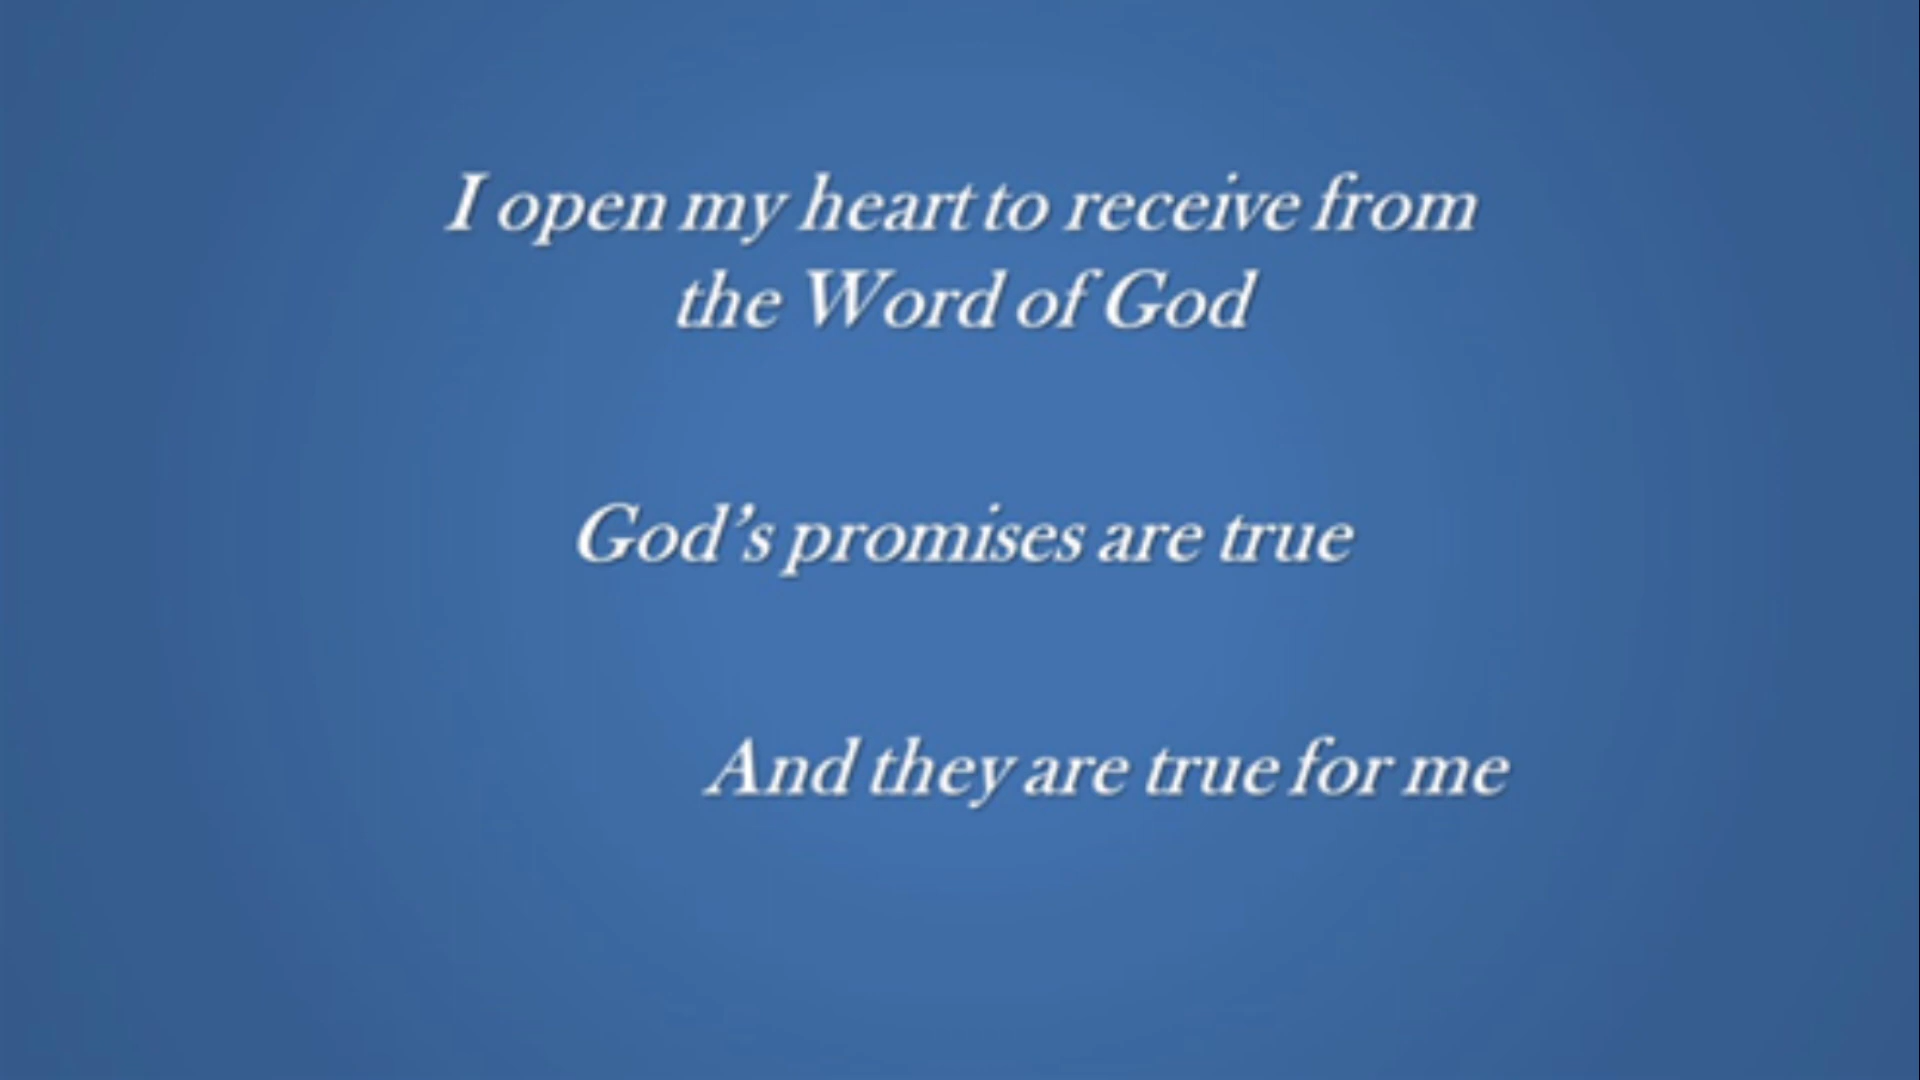 I open my heart to receive from
the Word of God
God’s promises are true
And they are true for me